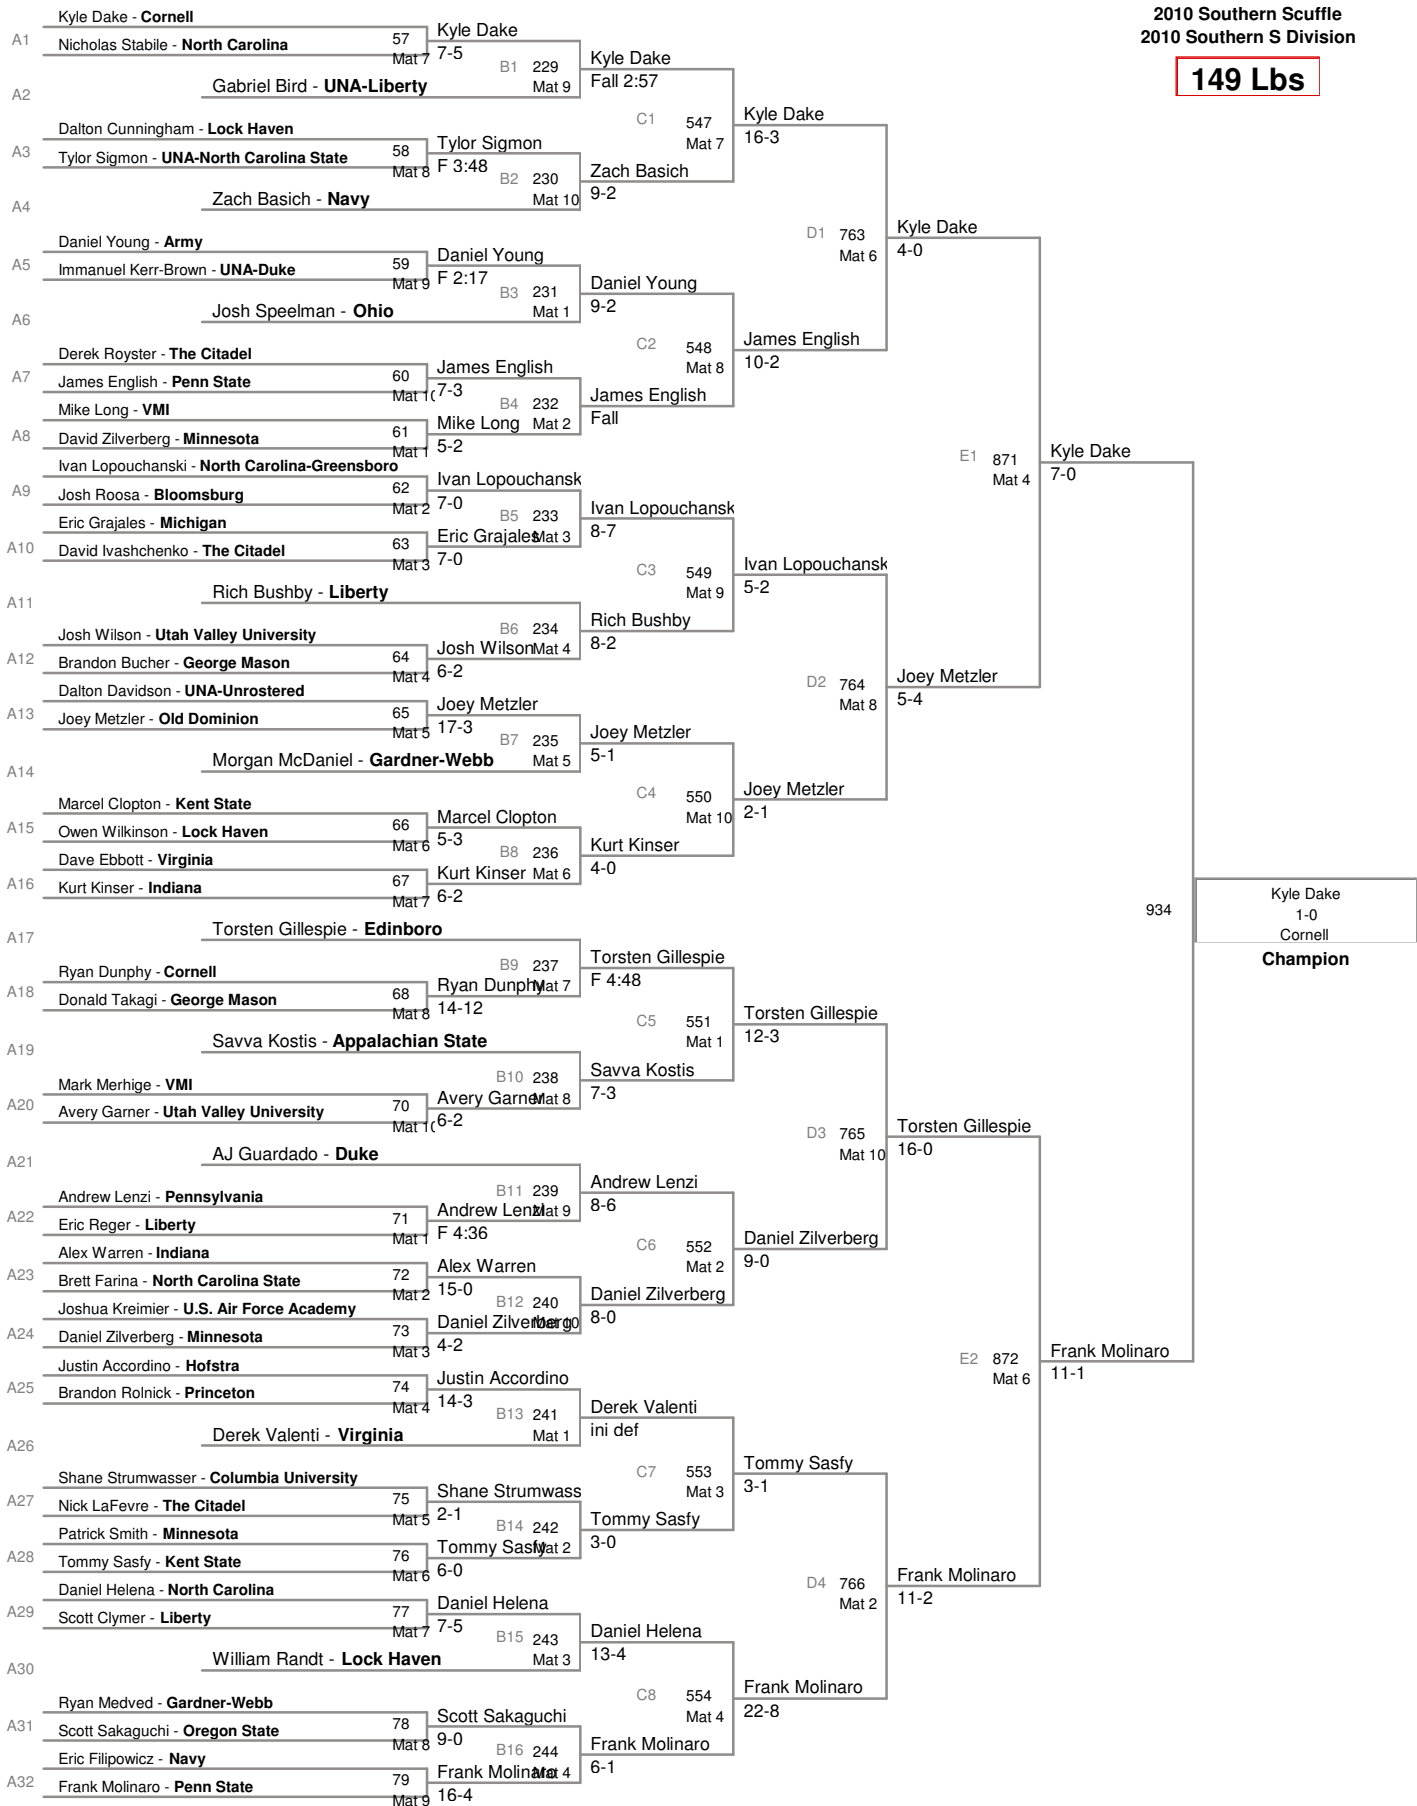 2010 Southern Scuffle
2010 Southern S Division
149 Lbs
Kyle Dake - Cornell
A1
Nicholas Stabile - North Carolina
57
Mat 7
Kyle Dake
7-5
A2
Gabriel Bird - UNA-Liberty
B1 229
Mat 9
Kyle Dake
Fall 2:57
Dalton Cunningham - Lock Haven
A3
Tylor Sigmon - UNA-North Carolina State
58
Mat 8
Tylor Sigmon
F 3:48
A4
Zach Basich - Navy
B2 230
Mat 10
Zach Basich
9-2
C1 547
Mat 7
Kyle Dake
16-3
Daniel Young - Army
A5
Immanuel Kerr-Brown - UNA-Duke
59
Mat 9
Daniel Young
F 2:17
A6
Josh Speelman - Ohio
B3 231
Mat 1
Daniel Young
9-2
Derek Royster - The Citadel
A7
James English - Penn State
60
Mat 10
James English
7-3
Mike Long - VMI
A8
David Zilverberg - Minnesota
61
Mat 1
Mike Long
5-2
B4 232
Mat 2
James English
Fall
C2 548
Mat 8
James English
10-2
D1 763
Mat 6
Kyle Dake
4-0
Ivan Lopouchanski - North Carolina-Greensboro
A9
Josh Roosa - Bloomsburg
62
Mat 2
Ivan Lopouchansk
7-0
Eric Grajales - Michigan
A10
David Ivashchenko - The Citadel
63
Mat 3
Eric Grajales
7-0
B5 233
Mat 3
Ivan Lopouchansk
8-7
A11
Rich Bushby - Liberty
Josh Wilson - Utah Valley University
A12
Brandon Bucher - George Mason
64
Mat 4
Josh Wilson
6-2
B6 234
Mat 4
Rich Bushby
8-2
C3 549
Mat 9
Ivan Lopouchansk
5-2
Dalton Davidson - UNA-Unrostered
A13
Joey Metzler - Old Dominion
65
Mat 5
Joey Metzler
17-3
A14
Morgan McDaniel - Gardner-Webb
B7 235
Mat 5
Joey Metzler
5-1
Marcel Clopton - Kent State
A15
Owen Wilkinson - Lock Haven
66
Mat 6
Marcel Clopton
5-3
Dave Ebbott - Virginia
A16
Kurt Kinser - Indiana
67
Mat 7
Kurt Kinser
6-2
B8 236
Mat 6
Kurt Kinser
4-0
C4 550
Mat 10
Joey Metzler
2-1
D2 764
Mat 8
Joey Metzler
5-4
E1 871
Mat 4
Kyle Dake
7-0
A17
Torsten Gillespie - Edinboro
Ryan Dunphy - Cornell
A18
Donald Takagi - George Mason
68
Mat 8
Ryan Dunphy
14-12
B9 237
Mat 7
Torsten Gillespie
F 4:48
A19
Savva Kostis - Appalachian State
Mark Merhige - VMI
A20
Avery Garner - Utah Valley University
70
Mat 10
Avery Garner
6-2
B10 238
Mat 8
Savva Kostis
7-3
C5 551
Mat 1
Torsten Gillespie
12-3
A21
AJ Guardado - Duke
Andrew Lenzi - Pennsylvania
A22
Eric Reger - Liberty
71
Mat 1
Andrew Lenzi
F 4:36
B11 239
Mat 9
Andrew Lenzi
8-6
Alex Warren - Indiana
A23
Brett Farina - North Carolina State
72
Mat 2
Alex Warren
15-0
Joshua Kreimier - U.S. Air Force Academy
A24
Daniel Zilverberg - Minnesota
73
Mat 3
Daniel Zilverberg
4-2
B12 240
Mat 10
Daniel Zilverberg
8-0
C6 552
Mat 2
Daniel Zilverberg
9-0
D3 765
Mat 10
Torsten Gillespie
16-0
Justin Accordino - Hofstra
A25
Brandon Rolnick - Princeton
74
Mat 4
Justin Accordino
14-3
A26
Derek Valenti - Virginia
B13 241
Mat 1
Derek Valenti
ini def
Shane Strumwasser - Columbia University
A27
Nick LaFevre - The Citadel
75
Mat 5
Shane Strumwass
2-1
Patrick Smith - Minnesota
A28
Tommy Sasfy - Kent State
76
Mat 6
Tommy Sasfy
6-0
B14 242
Mat 2
Tommy Sasfy
3-0
C7 553
Mat 3
Tommy Sasfy
3-1
Daniel Helena - North Carolina
A29
Scott Clymer - Liberty
77
Mat 7
Daniel Helena
7-5
A30
William Randt - Lock Haven
B15 243
Mat 3
Daniel Helena
13-4
Ryan Medved - Gardner-Webb
A31
Scott Sakaguchi - Oregon State
78
Mat 8
Scott Sakaguchi
9-0
Eric Filipowicz - Navy
A32
Frank Molinaro - Penn State
79
Mat 9
Frank Molinaro
16-4
B16 244
Mat 4
Frank Molinaro
6-1
C8 554
Mat 4
Frank Molinaro
22-8
D4 766
Mat 2
Frank Molinaro
11-2
E2 872
Mat 6
Frank Molinaro
11-1
934
Kyle Dake
1-0
Cornell
Champion